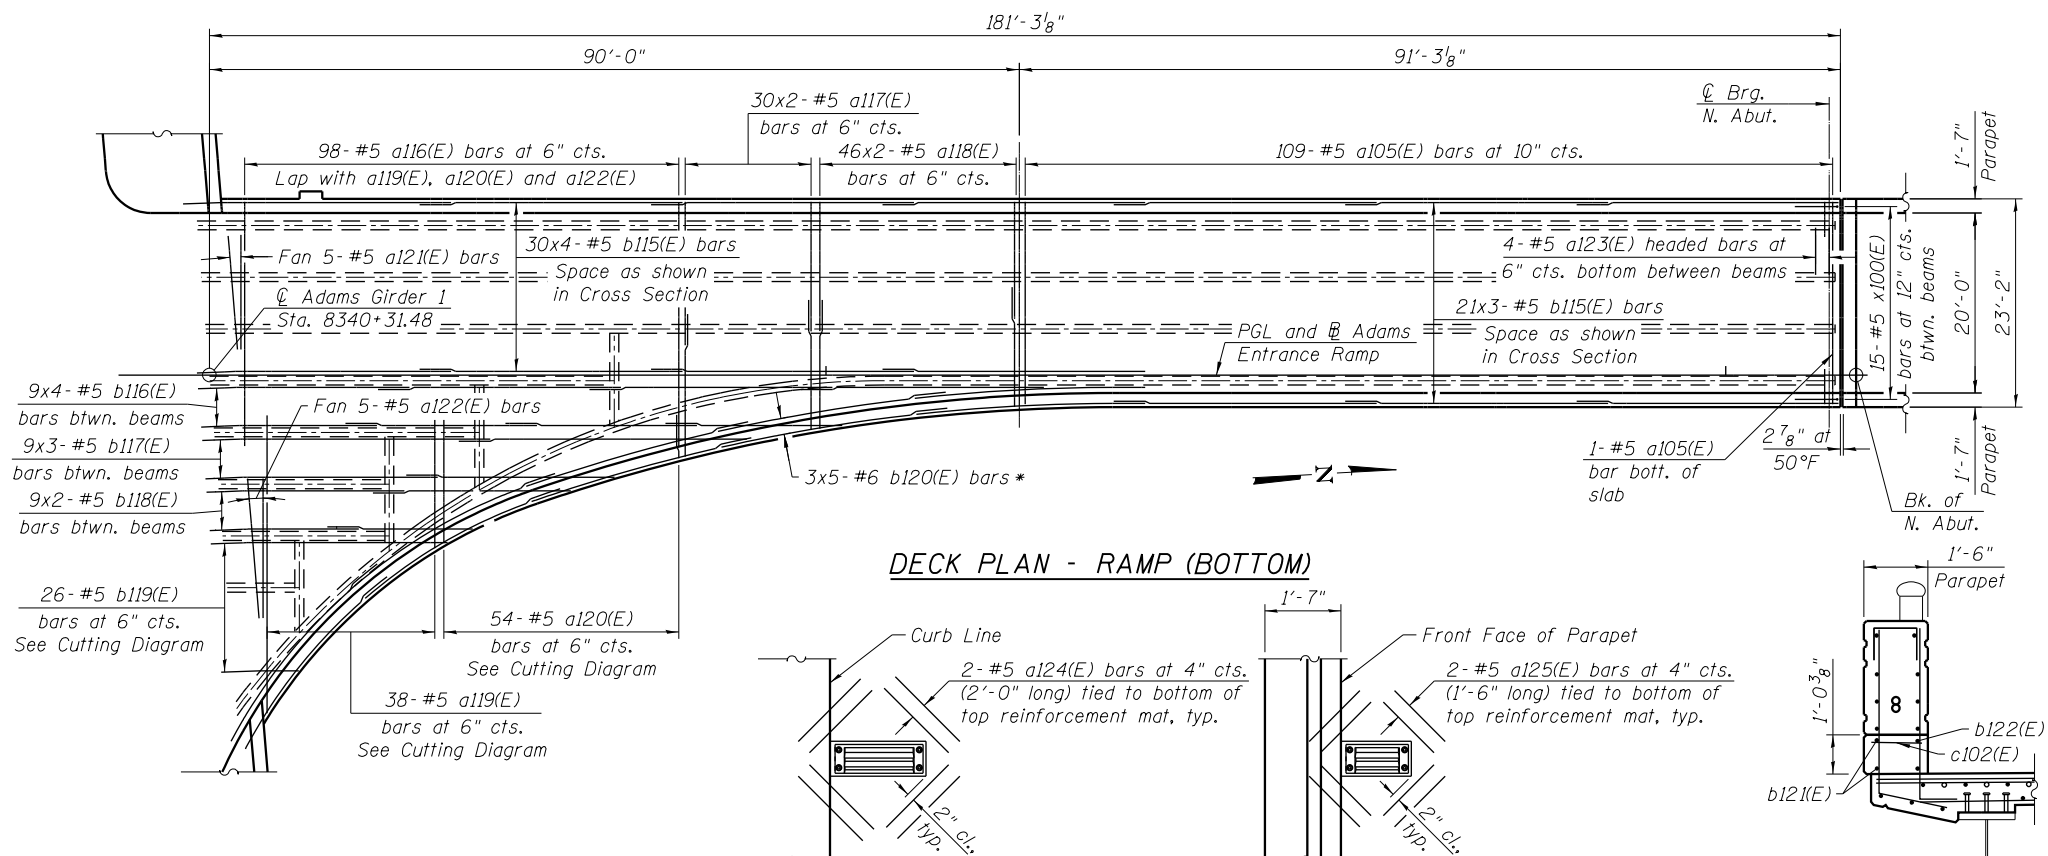 181'-3 1/8"
90'-0"
91'-3 1/8"
30x2-#5 a117(E)
bars at 6" cts.
℄ Brg.
N. Abut.
98-#5 a116(E) bars at 6" cts.
Lap with a119(E), a120(E) and a122(E)
46x2-#5 a118(E)
bars at 6" cts.
109-#5 a105(E) bars at 10" cts.
1'-7"
Parapet
Fan 5-#5 a121(E) bars
30x4-#5 b115(E) bars
Space as shown
in Cross Section
4-#5 a123(E) headed bars at
6" cts. bottom between beams
℄ Adams Girder 1
Sta. 8340+31.48
21x3-#5 b115(E) bars
Space as shown
in Cross Section
PGL and ⅊ Adams
Entrance Ramp
15-#5 x100(E)
bars at 12" cts.
btwn. beams
20'-0"
23'-2"
9x4-#5 b116(E)
bars btwn. beams
Fan 5-#5 a122(E) bars
9x3-#5 b117(E)
bars btwn. beams
9x2-#5 b118(E)
bars btwn. beams
3x5-#6 b120(E) bars *
N
1-#5 a105(E)
bar bott. of
slab
2 7/8" at
50°F
1'-7"
Parapet
Bk. of
N. Abut.
DECK PLAN - RAMP (BOTTOM)
26-#5 b119(E)
bars at 6" cts.
See Cutting Diagram
54-#5 a120(E)
bars at 6" cts.
See Cutting Diagram
38-#5 a119(E)
bars at 6" cts.
See Cutting Diagram
Curb Line
2-#5 a124(E) bars at 4" cts.
(2'-0" long) tied to bottom of
top reinforcement mat, typ.
2" cl.,
typ.
1'-7"
Front Face of Parapet
2-#5 a125(E) bars at 4" cts.
(1'-6" long) tied to bottom of
top reinforcement mat, typ.
2" cl.,
typ.
1'-6"
Parapet
1'-0 3/8"
8
b122(E)
c102(E)
b121(E)